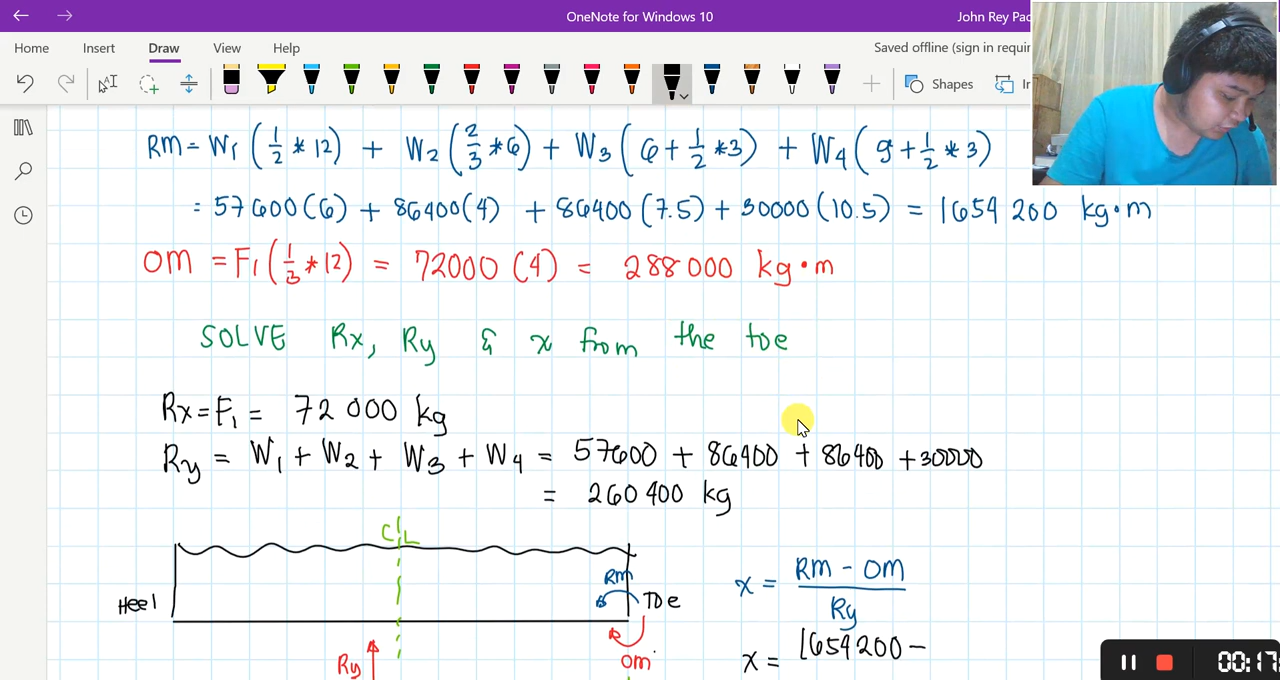 OneNote for Windows 10
John Rey Pac
Home Insert Draw View Help
Saved offline (sign in requir
Shapes In
RM = W1 (1/2 * 12) + W2 (2/3 * 6) + W3 (6 + 1/2 * 3) + W4 (9 + 1/2 * 3)
= 57600 (6) + 86400 (4) + 86400 (7.5) + 30000 (10.5) = 1654 200 kg·m
OM = F1 (1/3 * 12) = 72000 (4) = 288 000 kg·m
SOLVE Rx, Ry & x from the toe
Rx = F1 = 72 000 kg
Ry = W1 + W2 + W3 + W4 = 57600 + 86400 + 86400 + 30000
= 260 400 kg
CL
Heel
RM
Toe
OM
Ry
x = RM - OM / Ry
x = 1654200 -
00:17: